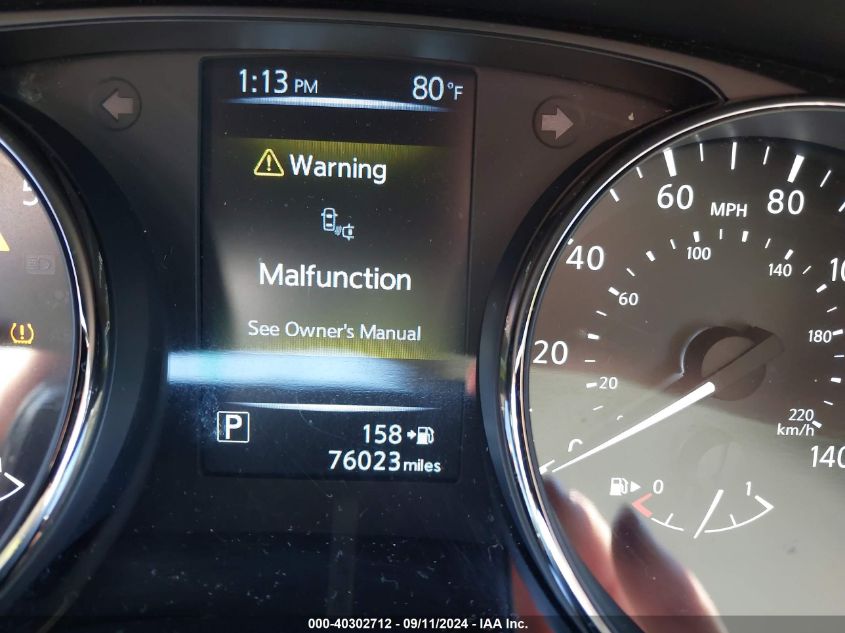 1:13 PM 80°F
Warning
Malfunction
See Owner's Manual
P
158
76023 miles
5
20 40 60 80 140
MPH
20 60 100 140 180 220
km/h
0 1
000-40302712 - 09/11/2024 - IAA Inc.